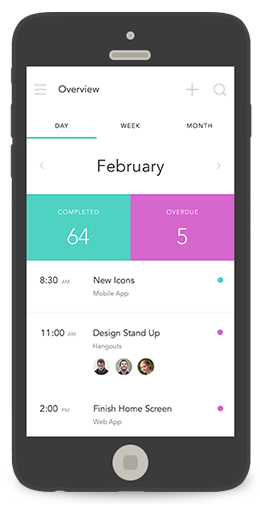 Overview
DAY WEEK MONTH
February
COMPLETED OVERDUE
64 5
8:30 AM New Icons
Mobile App
11:00 AM Design Stand Up
Hangouts
2:00 PM Finish Home Screen
Web App